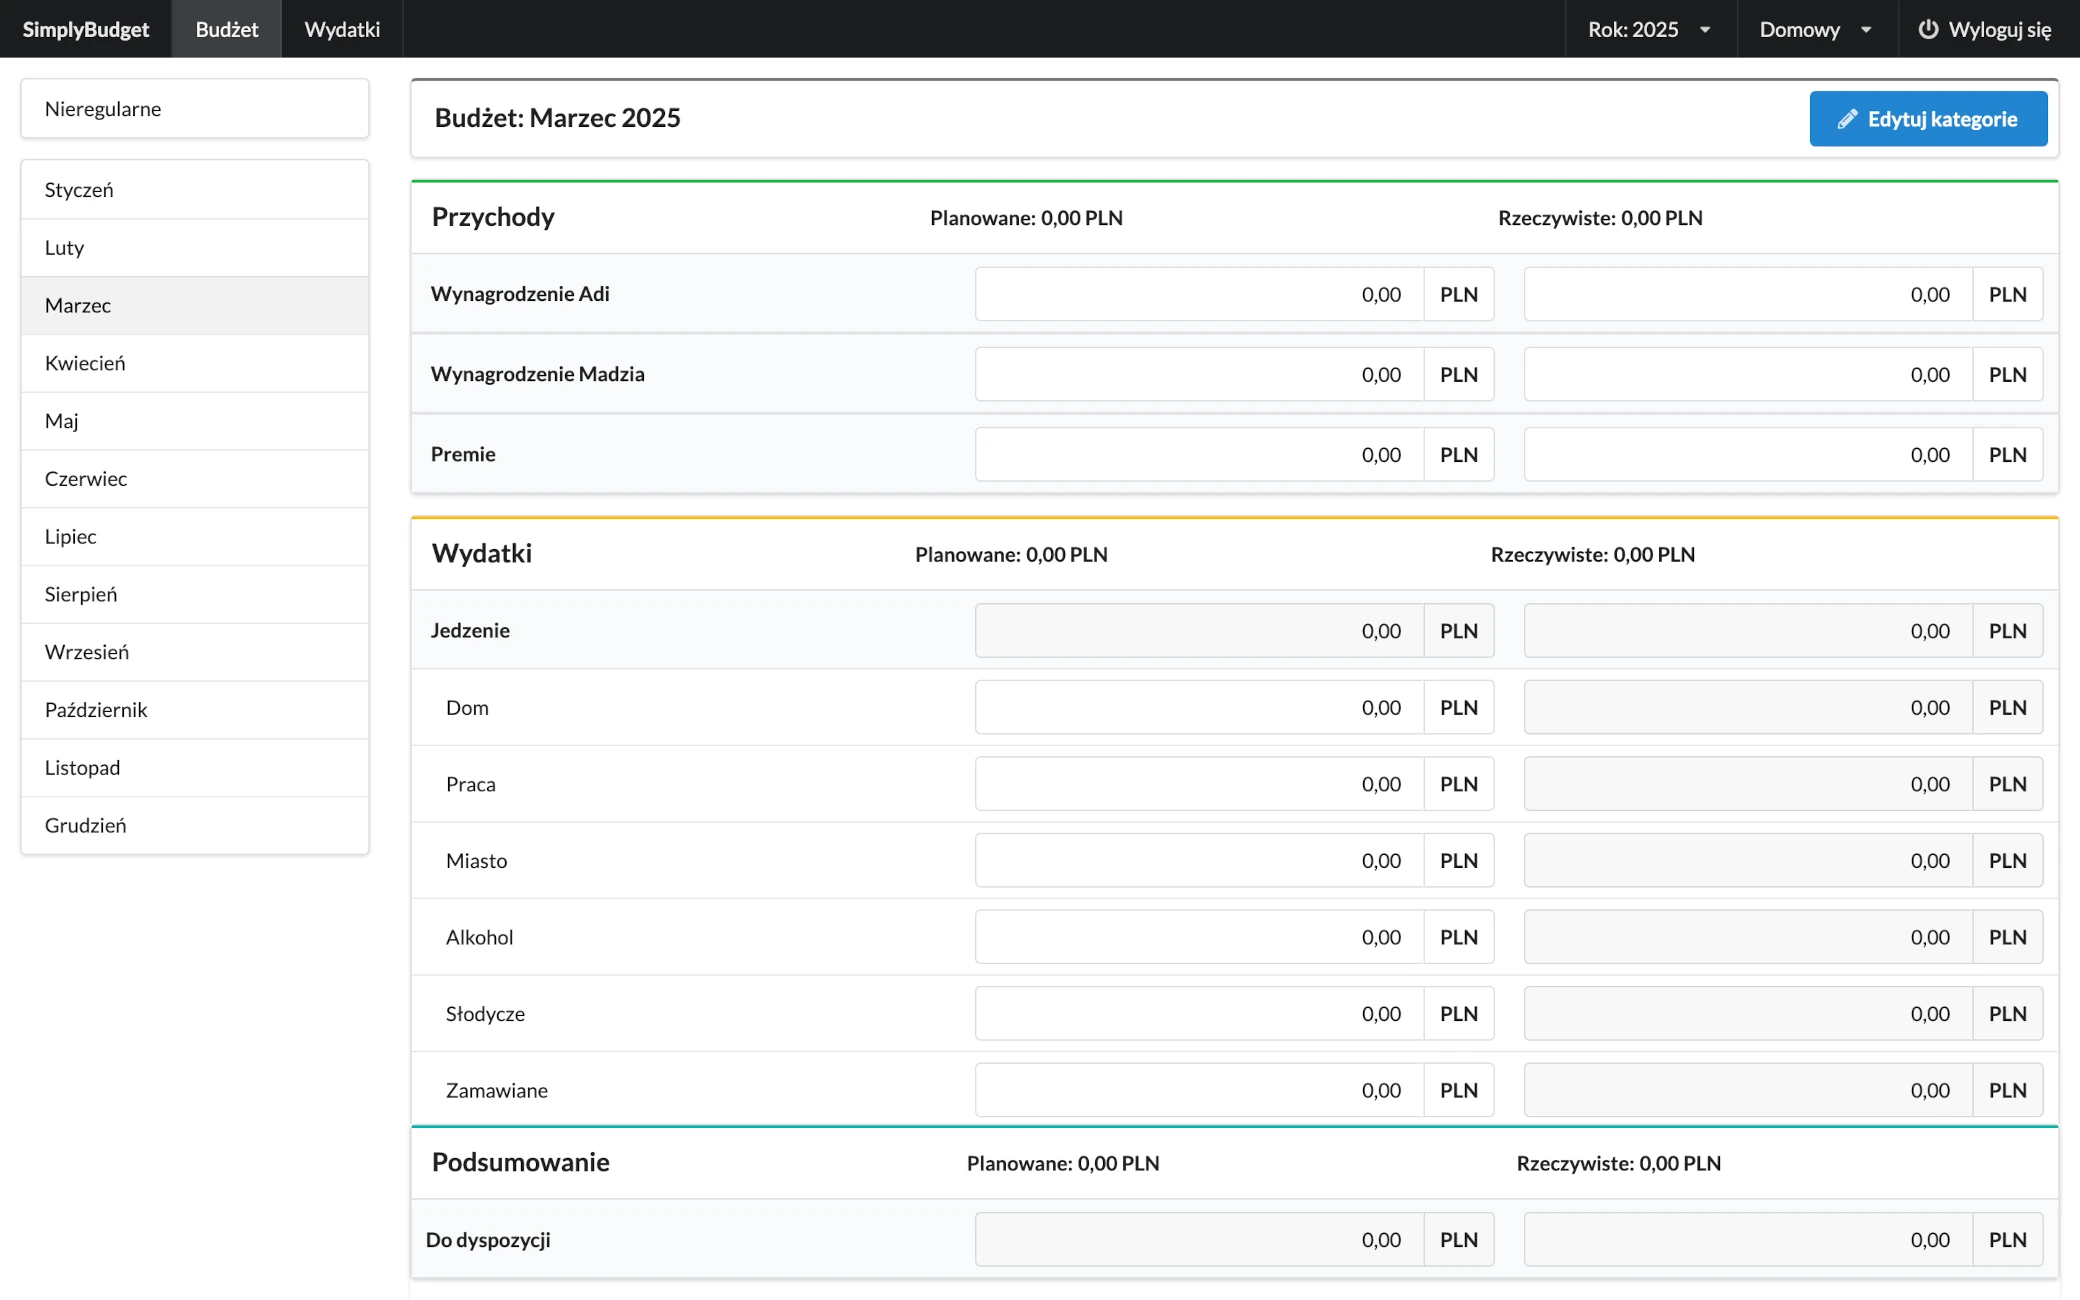 SimplyBudget Budżet Wydatki Rok: 2025 Domowy Wyloguj się
Nieregularne
Styczeń
Luty
Marzec
Kwiecień
Maj
Czerwiec
Lipiec
Sierpień
Wrzesień
Październik
Listopad
Grudzień
Budżet: Marzec 2025 Edytuj kategorie
Przychody Planowane: 0,00 PLN Rzeczywiste: 0,00 PLN
Wynagrodzenie Adi 0,00 PLN 0,00 PLN
Wynagrodzenie Madzia 0,00 PLN 0,00 PLN
Premie 0,00 PLN 0,00 PLN
Wydatki Planowane: 0,00 PLN Rzeczywiste: 0,00 PLN
Jedzenie 0,00 PLN 0,00 PLN
Dom 0,00 PLN 0,00 PLN
Praca 0,00 PLN 0,00 PLN
Miasto 0,00 PLN 0,00 PLN
Alkohol 0,00 PLN 0,00 PLN
Słodycze 0,00 PLN 0,00 PLN
Zamawiane 0,00 PLN 0,00 PLN
Podsumowanie Planowane: 0,00 PLN Rzeczywiste: 0,00 PLN
Do dyspozycji 0,00 PLN 0,00 PLN